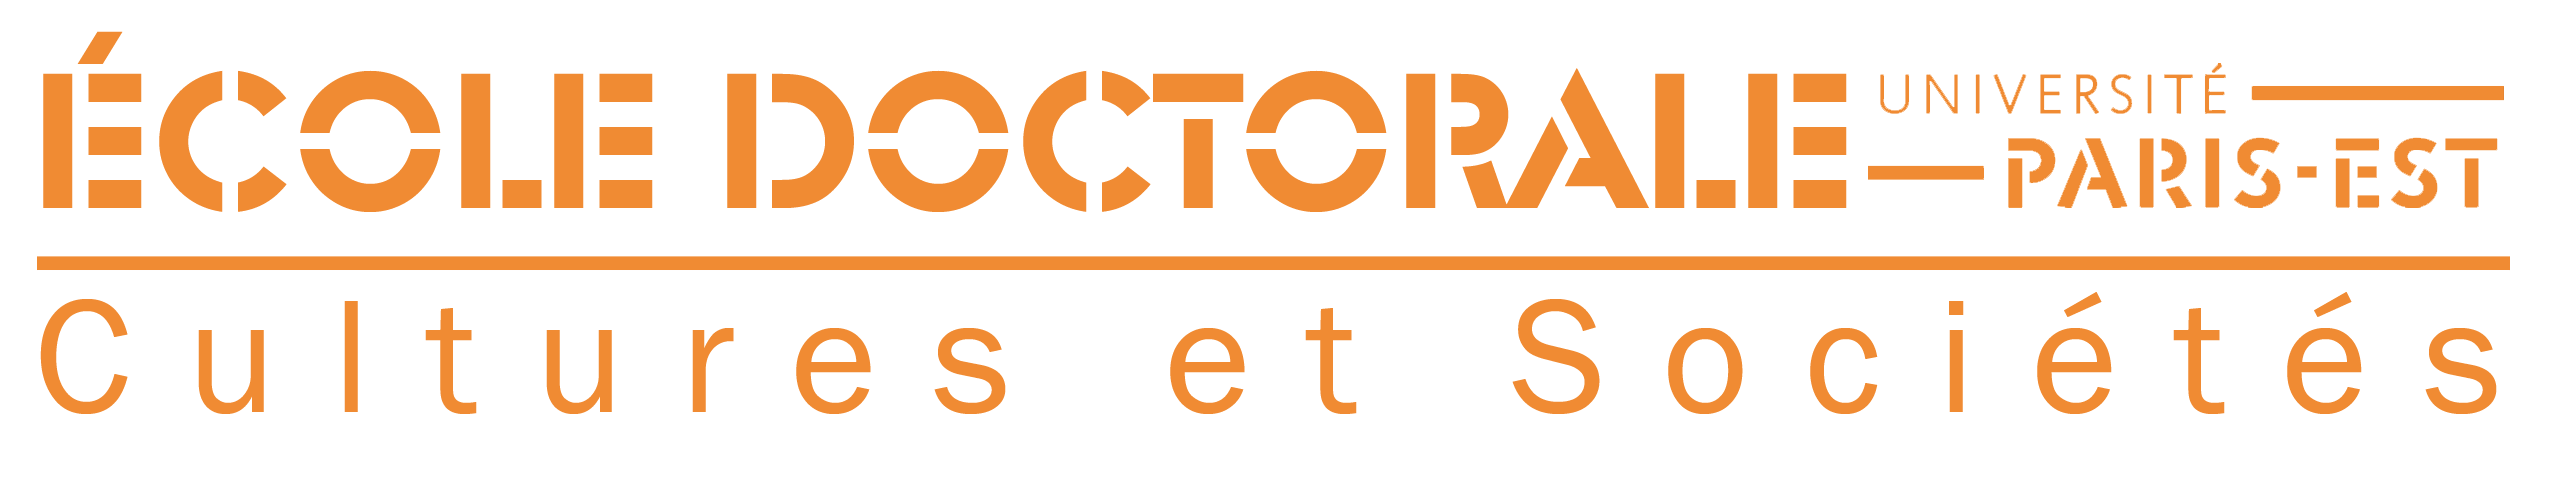 ÉCOLE DOCTORALE
UNIVERSITÉ
PARIS-EST
Cultures et Sociétés